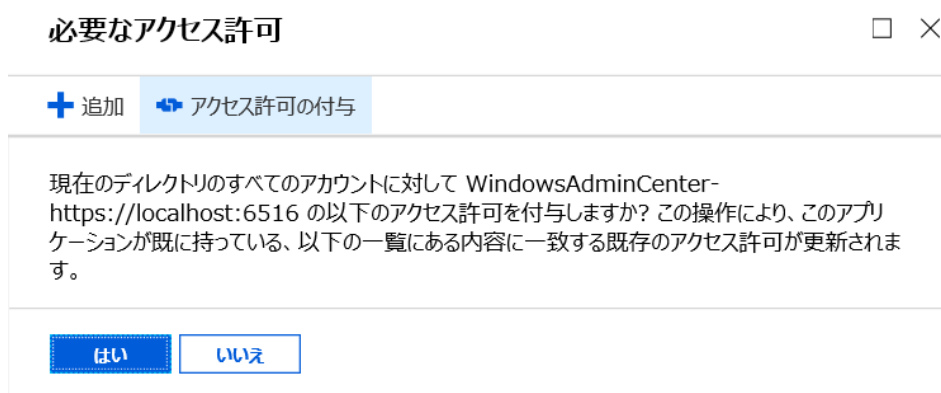 必要なアクセス許可
追加 アクセス許可の付与
現在のディレクトリのすべてのアカウントに対して WindowsAdminCenter-
https://localhost:6516 の以下のアクセス許可を付与しますか? この操作により、このアプリ
ケーションが既に持っている、以下の一覧にある内容に一致する既存のアクセス許可が更新されま
す。
はい いいえ